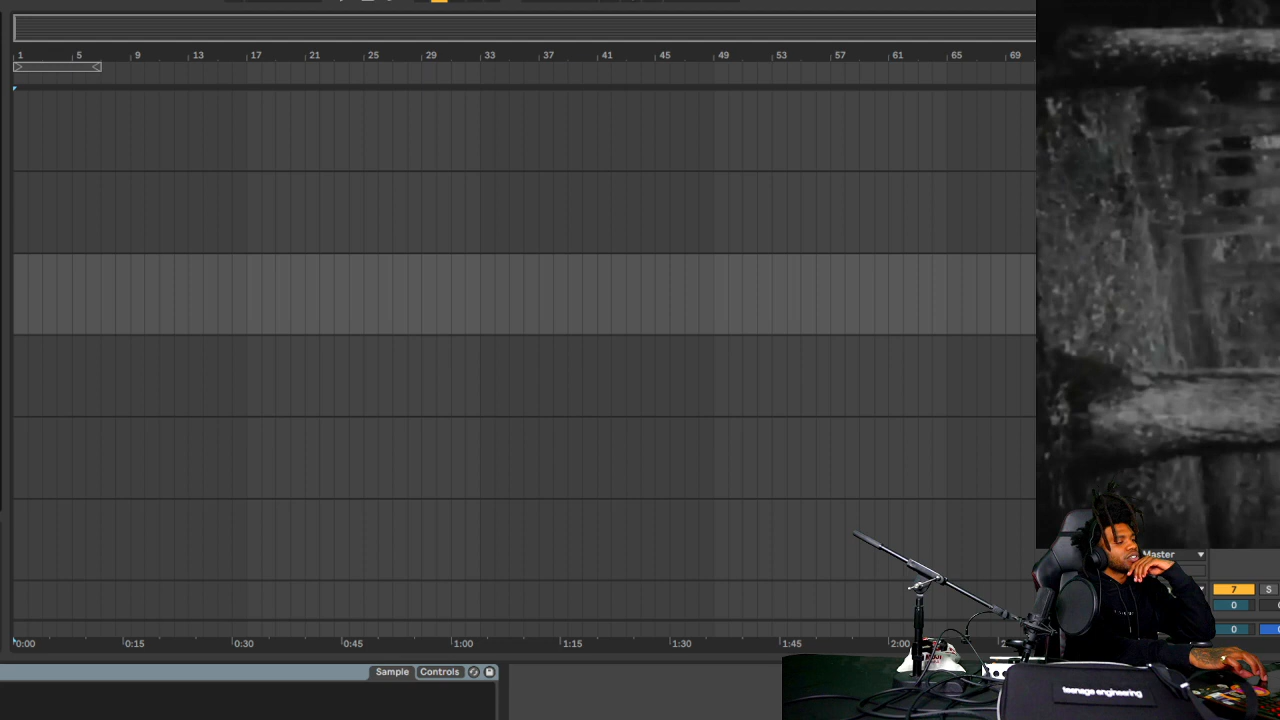 1 5 9 13 17 21 25 29 33 37 41 45 49 53 57 61 65 69
Master
7 S
0
0
0:00 0:15 0:30 0:45 1:00 1:15 1:30 1:45 2:00
Sample Controls
teenage engineering